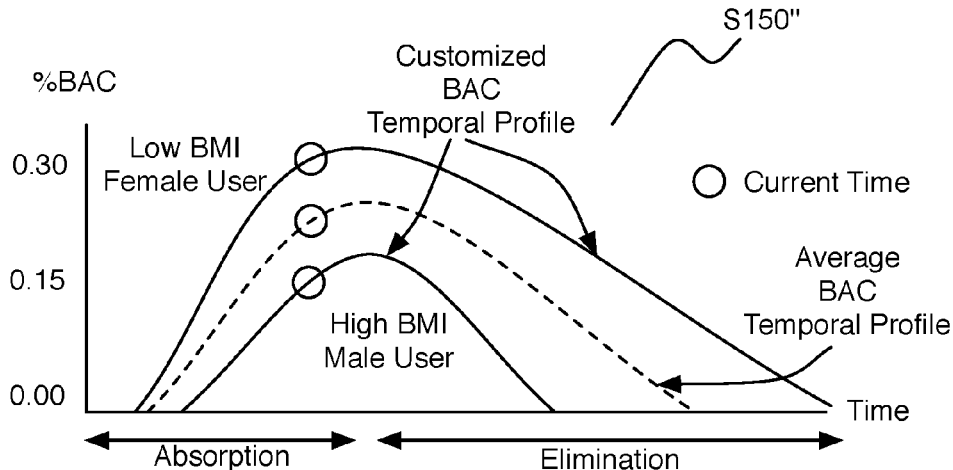 S150"
%BAC
Customized
BAC
Temporal Profile
Low BMI
Female User
0.30
Current Time
0.15
Average
BAC
Temporal Profile
High BMI
Male User
0.00
Time
Absorption
Elimination